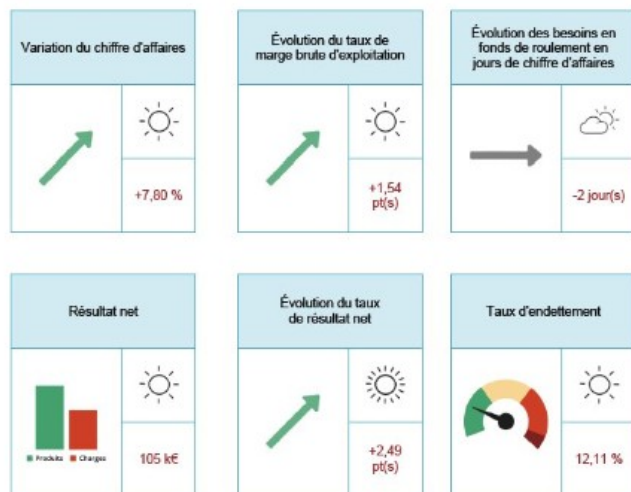 Variation du chiffre d'affaires
+7,80 %
Évolution du taux de
marge brute d'exploitation
+1,54
pt(s)
Évolution des besoins en
fonds de roulement en
jours de chiffre d'affaires
-2 jour(s)
Résultat net
Produits Charges
105 k€
Évolution du taux
de résultat net
+2,49
pt(s)
Taux d'endettement
12,11 %